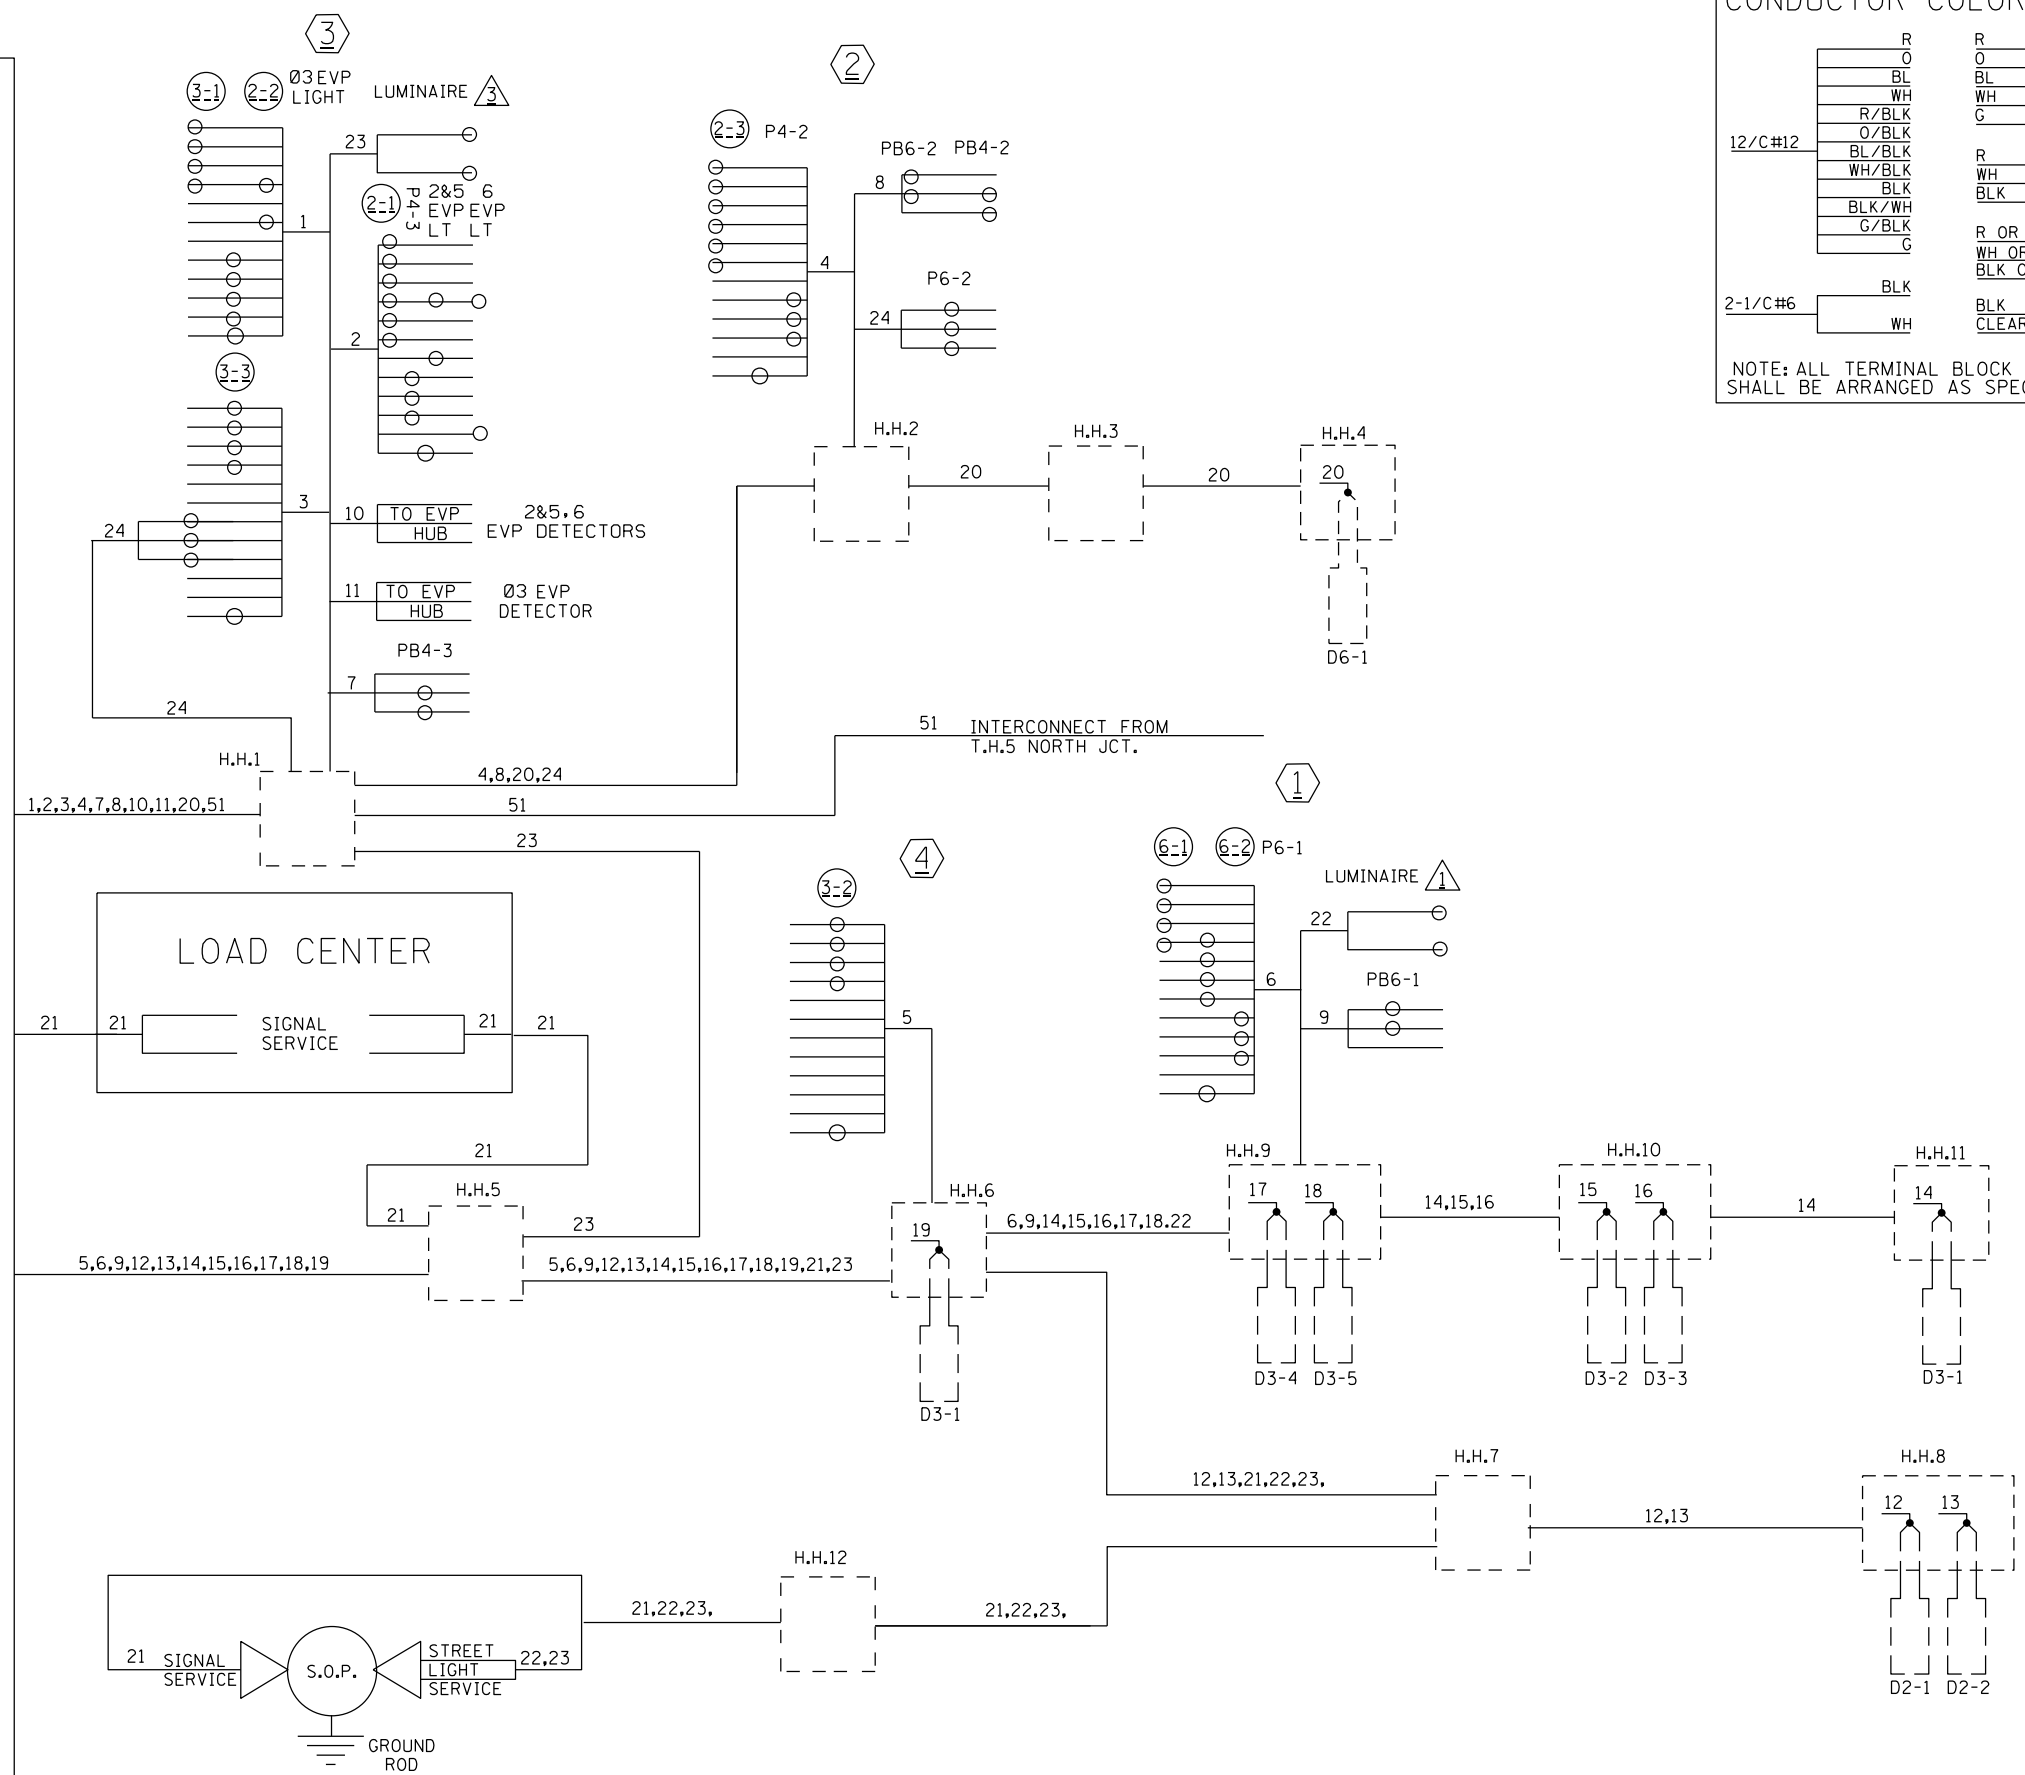 CONDUCTOR COLOR
R
O
BL
WH
R/BLK
O/BLK
BL/BLK
WH/BLK
BLK
BLK/WH
G/BLK
G
12/C#12
BLK
2-1/C#6
WH
R
O
BL
WH
G
R
WH
BLK
R OR
WH OR
BLK
BLK
CLEAR
NOTE: ALL TERMINAL BLOCK
SHALL BE ARRANGED AS
3
3-1
2-2
Ø3 EVP
LIGHT
LUMINAIRE
3
23
1
2-1
P4-3
2&5
EVP
LT
6
EVP
LT
2
3-3
3
24
10
TO EVP
HUB
2&5,6
EVP DETECTORS
11
TO EVP
HUB
Ø3 EVP
DETECTOR
PB4-3
7
24
2
2-3
P4-2
PB6-2
PB4-2
8
4
P6-2
24
H.H.2
20
H.H.3
20
H.H.4
20
D6-1
51
INTERCONNECT FROM
T.H.5 NORTH JCT.
H.H.1
1,2,3,4,7,8,10,11,20,51
4,8,20,24
51
23
LOAD CENTER
21
21
SIGNAL
SERVICE
21
21
21
21
H.H.5
23
5,6,9,12,13,14,15,16,17,18,19
5,6,9,12,13,14,15,16,17,18,19,21,23
4
3-2
5
H.H.6
19
D3-1
1
6-1
6-2
P6-1
LUMINAIRE
1
22
6
PB6-1
9
6,9,14,15,16,17,18.22
H.H.9
17
18
D3-4
D3-5
14,15,16
H.H.10
15
16
D3-2
D3-3
14
H.H.11
14
D3-1
12,13,21,22,23,
H.H.7
12,13
H.H.8
12
13
D2-1
D2-2
H.H.12
21,22,23,
21,22,23,
21
SIGNAL
SERVICE
S.O.P.
STREET
LIGHT
SERVICE
22,23
GROUND
ROD